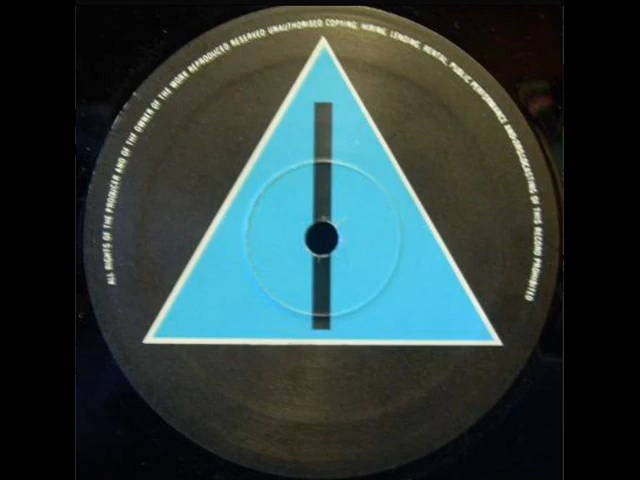 ALL RIGHTS OF THE PRODUCER AND OF THE OWNER OF THE WORK REPRODUCED RESERVED UNAUTHORISED COPYING, HIRING, LENDING, RENTAL, PUBLIC PERFORMANCE AND BROADCASTING OF THIS RECORD PROHIBITED